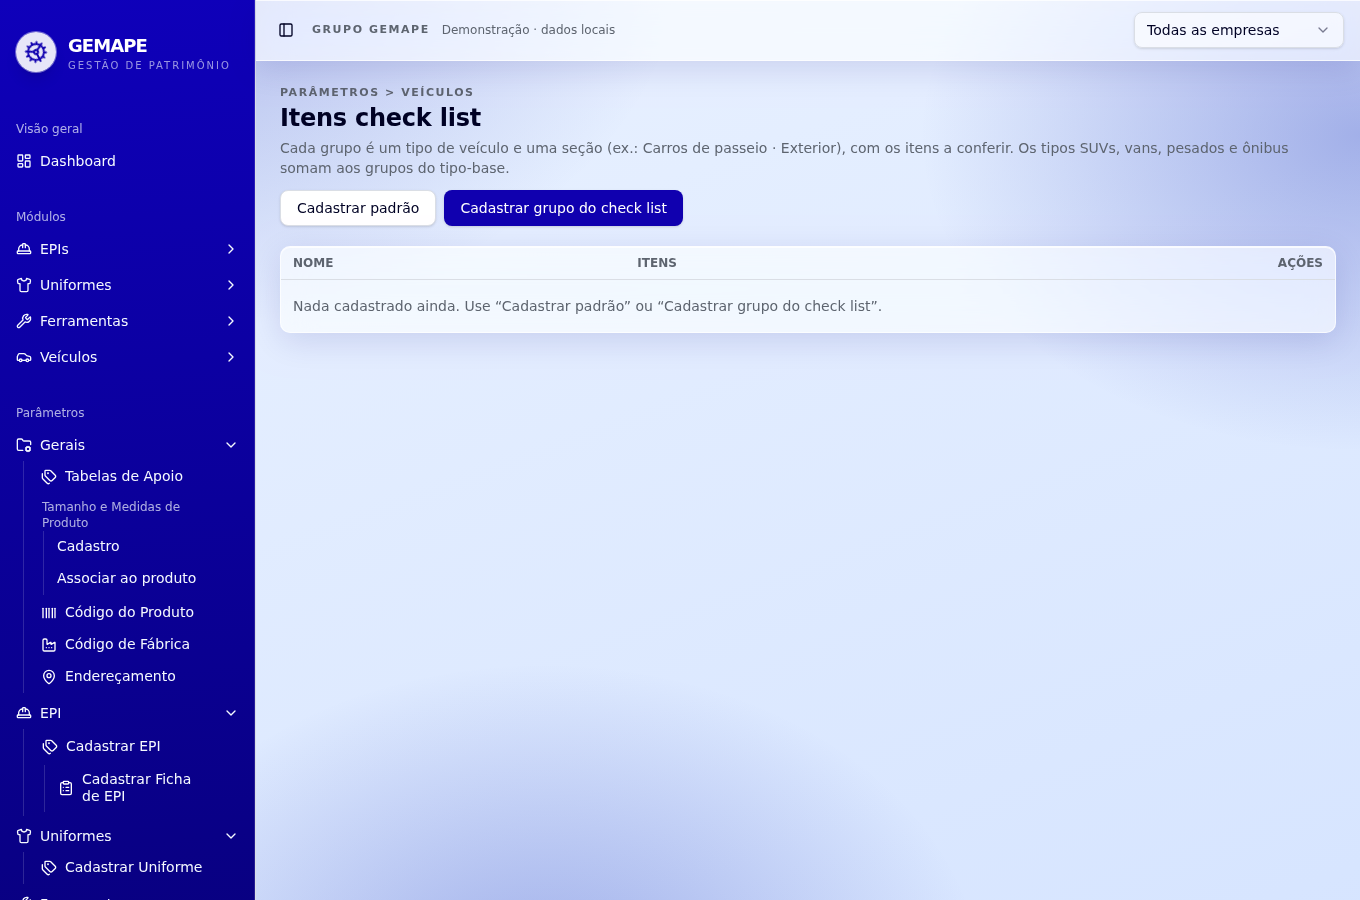 GEMAPE
GESTÃO DE PATRIMÔNIO
Visão geral
Dashboard
Módulos
EPIs
Uniformes
Ferramentas
Veículos
Parâmetros
Gerais
Tabelas de Apoio
Tamanho e Medidas de
Produto
Cadastro
Associar ao produto
Código do Produto
Código de Fábrica
Endereçamento
EPI
Cadastrar EPI
Cadastrar Ficha
de EPI
Uniformes
Cadastrar Uniforme
GRUPO GEMAPE
Demonstração · dados locais
Todas as empresas
PARÂMETROS > VEÍCULOS
Itens check list
Cada grupo é um tipo de veículo e uma seção (ex.: Carros de passeio · Exterior), com os itens a conferir. Os tipos SUVs, vans, pesados e ônibus
somam aos grupos do tipo-base.
Cadastrar padrão
Cadastrar grupo do check list
NOME
ITENS
AÇÕES
Nada cadastrado ainda. Use “Cadastrar padrão” ou “Cadastrar grupo do check list”.